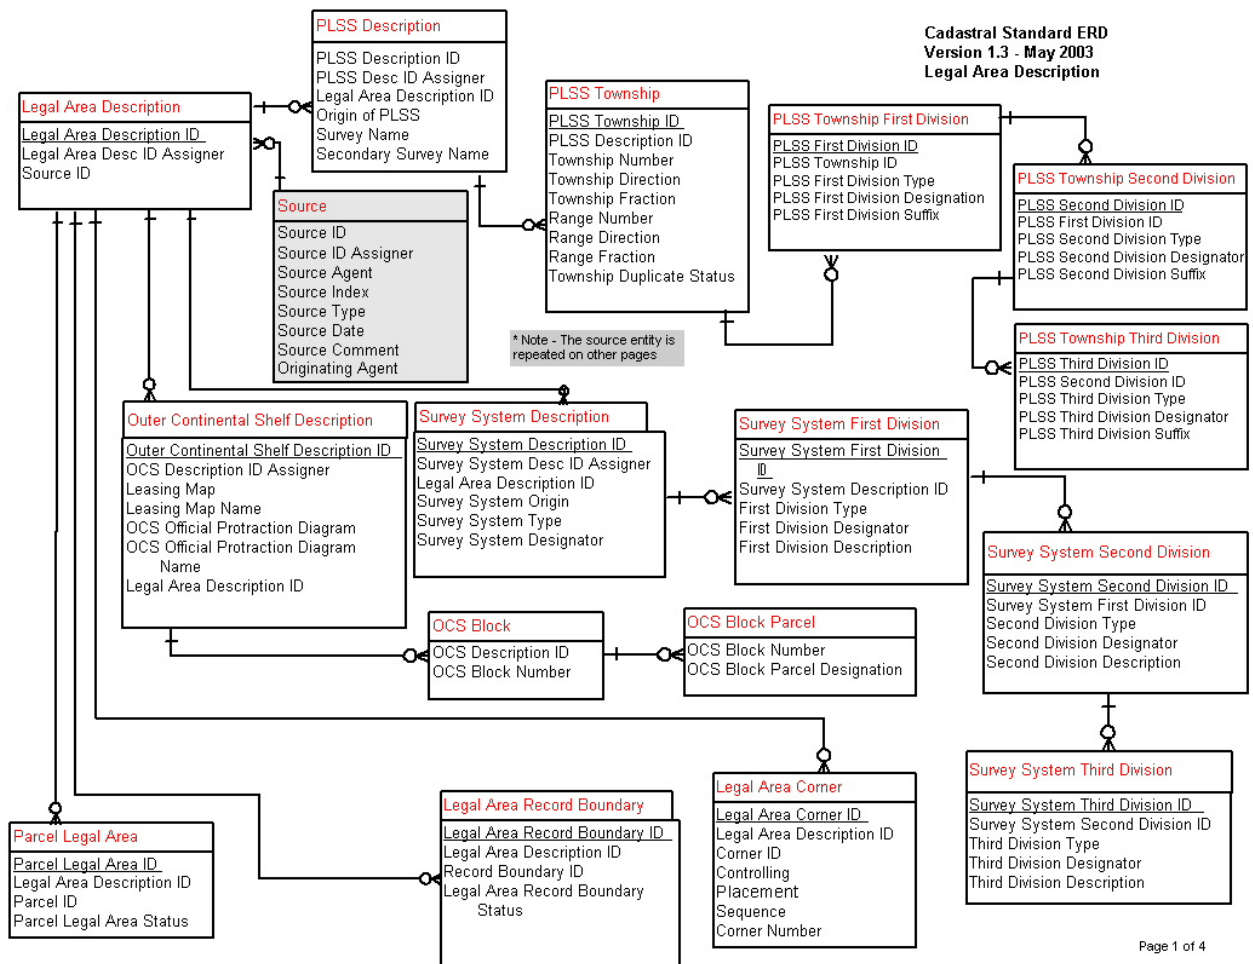 Cadastral Standard ERD
Version 1.3 - May 2003
Legal Area Description
PLSS Description
PLSS Description ID
PLSS Desc ID Assigner
Legal Area Description ID
Origin of PLSS
Survey Name
Secondary Survey Name
Legal Area Description
Legal Area Description ID
Legal Area Desc ID Assigner
Source ID
Source
Source ID
Source ID Assigner
Source Agent
Source Index
Source Type
Source Date
Source Comment
Originating Agent
PLSS Township
PLSS Township ID
PLSS Description ID
Township Number
Township Direction
Township Fraction
Range Number
Range Direction
Range Fraction
Township Duplicate Status
* Note - The source entity is
repeated on other pages
PLSS Township First Division
PLSS First Division ID
PLSS Township ID
PLSS First Division Type
PLSS First Division Designation
PLSS First Division Suffix
PLSS Township Second Division
PLSS Second Division ID
PLSS First Division ID
PLSS Second Division Type
PLSS Second Division Designator
PLSS Second Division Suffix
PLSS Township Third Division
PLSS Third Division ID
PLSS Second Division ID
PLSS Third Division Type
PLSS Third Division Designator
PLSS Third Division Suffix
Outer Continental Shelf Description
Outer Continental Shelf Description ID
OCS Description ID Assigner
Leasing Map
Leasing Map Name
OCS Official Protraction Diagram
OCS Official Protraction Diagram
Name
Legal Area Description ID
Survey System Description
Survey System Description ID
Survey System Desc ID Assigner
Legal Area Description ID
Survey System Origin
Survey System Type
Survey System Designator
Survey System First Division
Survey System First Division
ID
Survey System Description ID
First Division Type
First Division Designator
First Division Description
Survey System Second Division
Survey System Second Division ID
Survey System First Division ID
Second Division Type
Second Division Designator
Second Division Description
OCS Block
OCS Description ID
OCS Block Number
OCS Block Parcel
OCS Block Number
OCS Block Parcel Designation
Survey System Third Division
Survey System Third Division ID
Survey System Second Division ID
Third Division Type
Third Division Designator
Third Division Description
Parcel Legal Area
Parcel Legal Area ID
Legal Area Description ID
Parcel ID
Parcel Legal Area Status
Legal Area Record Boundary
Legal Area Record Boundary ID
Legal Area Description ID
Record Boundary ID
Legal Area Record Boundary
Status
Legal Area Corner
Legal Area Corner ID
Legal Area Description ID
Corner ID
Controlling
Placement
Sequence
Corner Number
Page 1 of 4